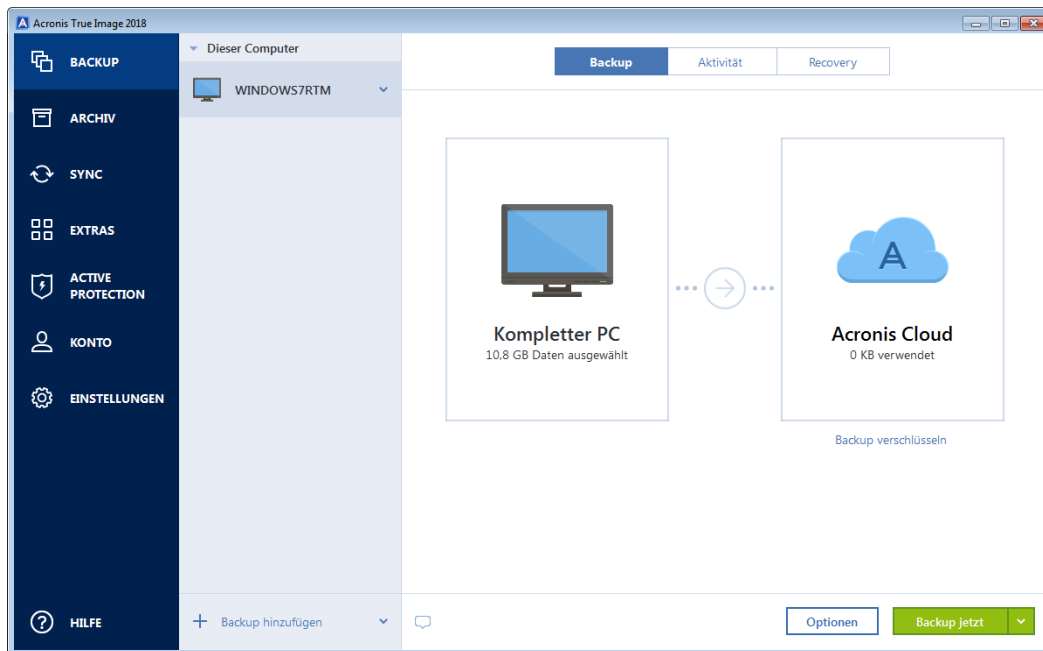 Acronis True Image 2018
BACKUP
ARCHIV
SYNC
EXTRAS
ACTIVE
PROTECTION
KONTO
EINSTELLUNGEN
HILFE
Dieser Computer
WINDOWS7RTM
Backup hinzufügen
Backup
Aktivität
Recovery
Kompletter PC
10,8 GB Daten ausgewählt
Acronis Cloud
0 KB verwendet
Backup verschlüsseln
Optionen
Backup jetzt